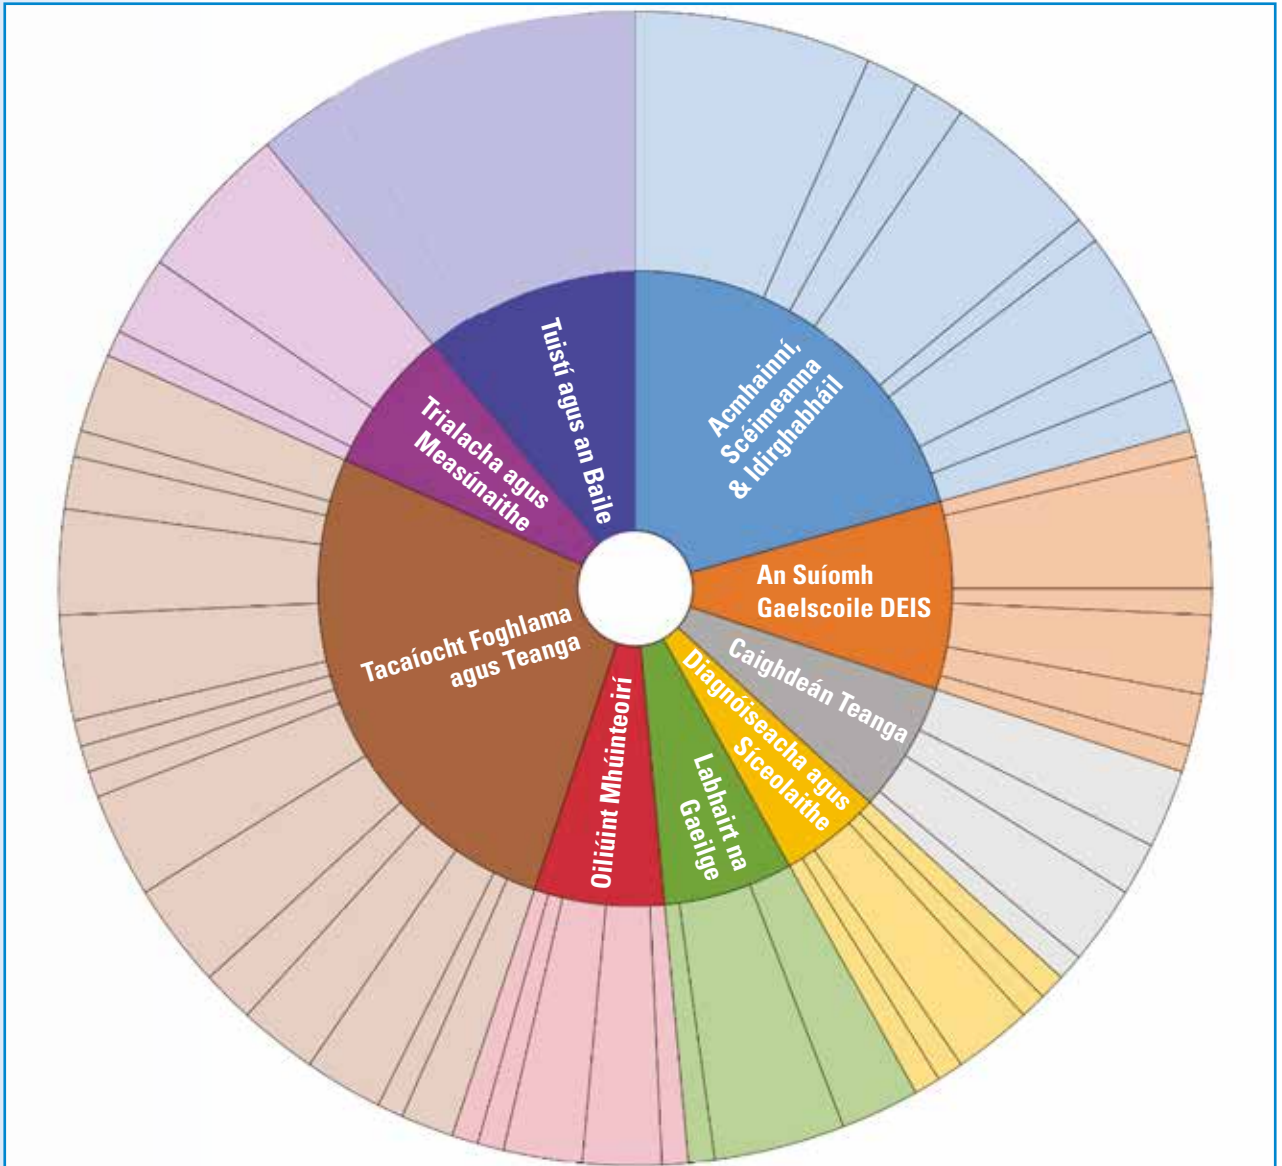 Tuistí agus an Baile
Acmhainní,
Scéimeanna
& Idirghabháil
An Suíomh
Gaelscoile DEIS
Caighdeán Teanga
Diagnóiseacha agus
Síceolaithe
Labhairt na
Gaeilge
Oiliúint Mhúinteoirí
Tacaíocht Foghlama
agus Teanga
Trialacha agus
Measúnaithe